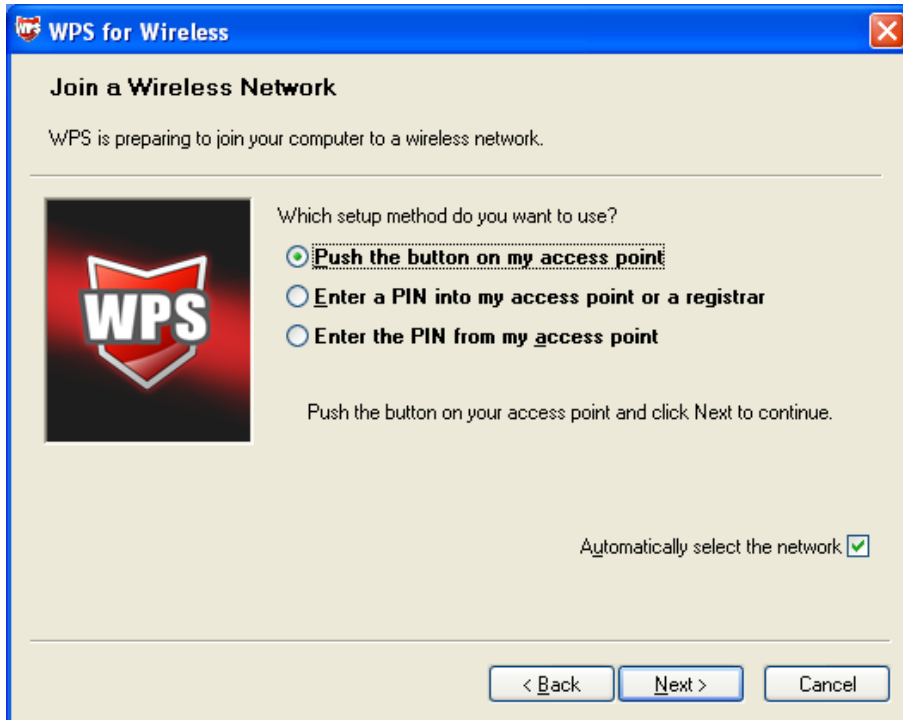 WPS for Wireless
Join a Wireless Network
WPS is preparing to join your computer to a wireless network.
Which setup method do you want to use?
Push the button on my access point
Enter a PIN into my access point or a registrar
Enter the PIN from my access point
WPS
Push the button on your access point and click Next to continue.
Automatically select the network
< Back Next > Cancel